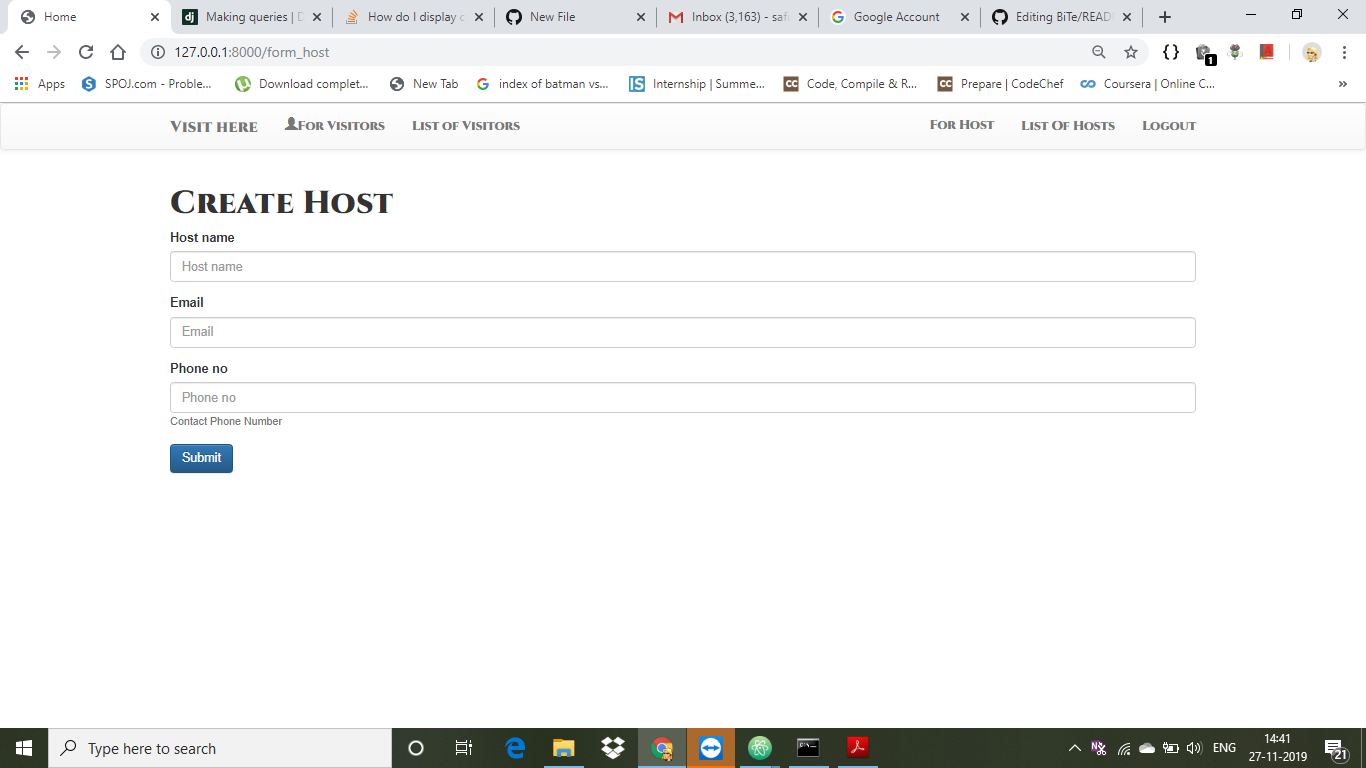 Home
Making queries | D
How do I display c
New File
Inbox (3,163) - saf
Google Account
Editing BiTe/READ
127.0.0.1:8000/form_host
1
Apps
SPOJ.com - Proble...
Download complet...
New Tab
index of batman vs...
Internship | Summe...
Code, Compile & R...
Prepare | CodeChef
Coursera | Online C...
Visit here
For Visitors
List of Visitors
For Host
List Of Hosts
Logout
Create Host
Host name
Host name
Email
Email
Phone no
Phone no
Contact Phone Number
Submit
Type here to search
ENG
14:41
27-11-2019
21